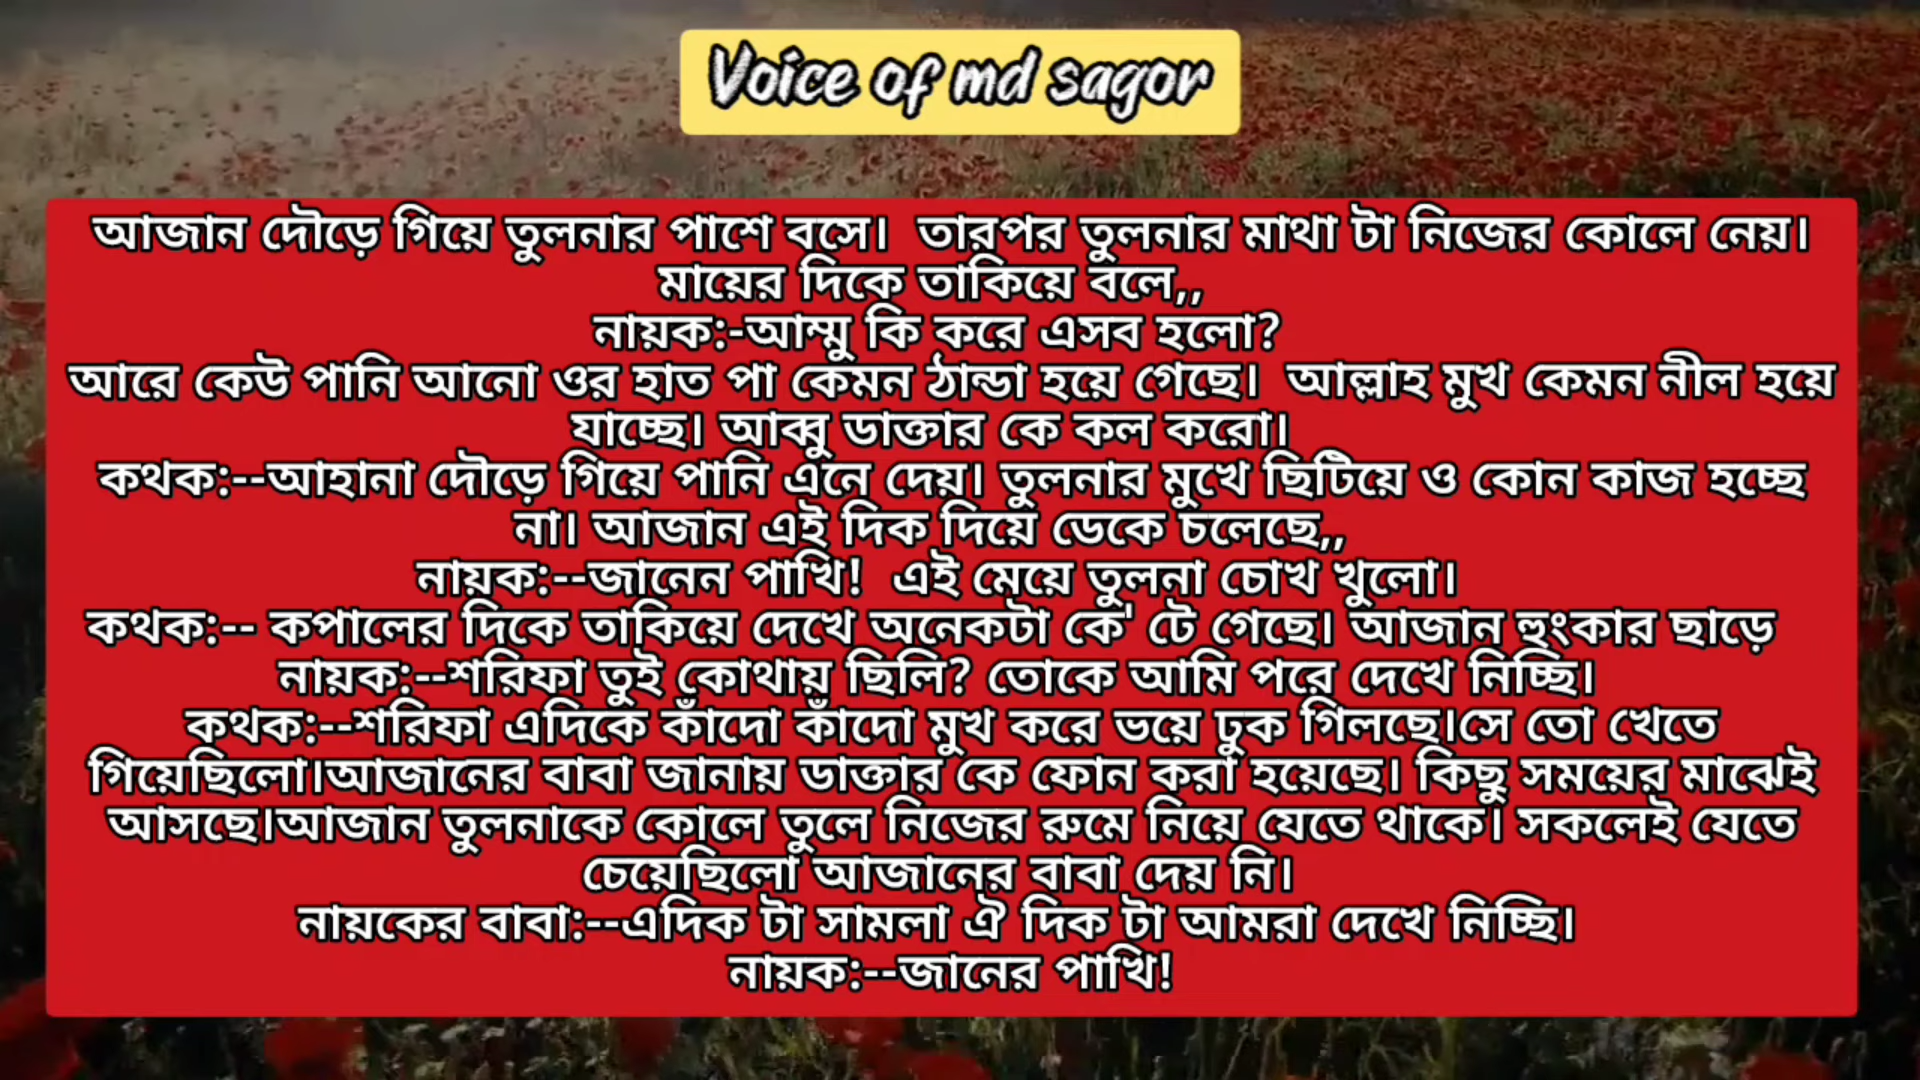 Voice of md sagor
আজান দৌড়ে গিয়ে তুলনার পাশে বসে। তারপর তুলনার মাথা টা নিজের কোলে নেয়।
মায়ের দিকে তাকিয়ে বলে,,
নায়ক:-আম্মু কি করে এসব হলো?
আরে কেউ পানি আনো ওর হাত পা কেমন ঠান্ডা হয়ে গেছে। আল্লাহ মুখ কেমন নীল হয়ে
যাচ্ছে। আব্বু ডাক্তার কে কল করো।
কথক:--আহানা দৌড়ে গিয়ে পানি এনে দেয়। তুলনার মুখে ছিটিয়ে ও কোন কাজ হচ্ছে
না। আজান এই দিক দিয়ে ডেকে চলেছে,,
নায়ক:--জানেন পাখি! এই মেয়ে তুলনা চোখ খুলো।
কথক:-- কপালের দিকে তাকিয়ে দেখে অনেকটা কে' টে গেছে। আজান হুংকার ছাড়ে
নায়ক:--শরিফা তুই কোথায় ছিলি? তোকে আমি পরে দেখে নিচ্ছি।
কথক:--শরিফা এদিকে কাঁদো কাঁদো মুখ করে ভয়ে ঢুক গিলছে।সে তো খেতে
গিয়েছিলো।আজানের বাবা জানায় ডাক্তার কে ফোন করা হয়েছে। কিছু সময়ের মাঝেই
আসছে।আজান তুলনাকে কোলে তুলে নিজের রুমে নিয়ে যেতে থাকে। সকলেই যেতে
চেয়েছিলো আজানের বাবা দেয় নি।
নায়কের বাবা:--এদিক টা সামলা ঐ দিক টা আমরা দেখে নিচ্ছি।
নায়ক:--জানের পাখি!